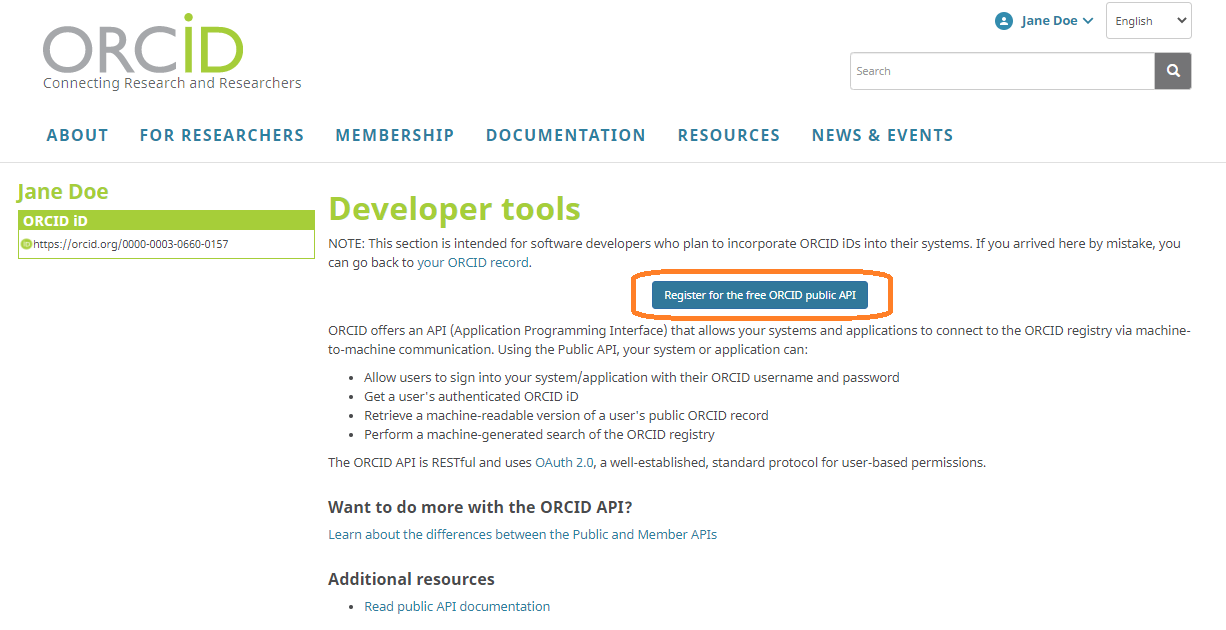 ORCID
Connecting Research and Researchers
Jane Doe
English
Search
ABOUT
FOR RESEARCHERS
MEMBERSHIP
DOCUMENTATION
RESOURCES
NEWS & EVENTS
Jane Doe
ORCID iD
iD https://orcid.org/0000-0003-0660-0157
Developer tools
NOTE: This section is intended for software developers who plan to incorporate ORCID iDs into their systems. If you arrived here by mistake, you
can go back to your ORCID record.
Register for the free ORCID public API
ORCID offers an API (Application Programming Interface) that allows your systems and applications to connect to the ORCID registry via machine-
to-machine communication. Using the Public API, your system or application can:
• Allow users to sign into your system/application with their ORCID username and password
• Get a user's authenticated ORCID iD
• Retrieve a machine-readable version of a user's public ORCID record
• Perform a machine-generated search of the ORCID registry
The ORCID API is RESTful and uses OAuth 2.0, a well-established, standard protocol for user-based permissions.
Want to do more with the ORCID API?
Learn about the differences between the Public and Member APIs
Additional resources
• Read public API documentation